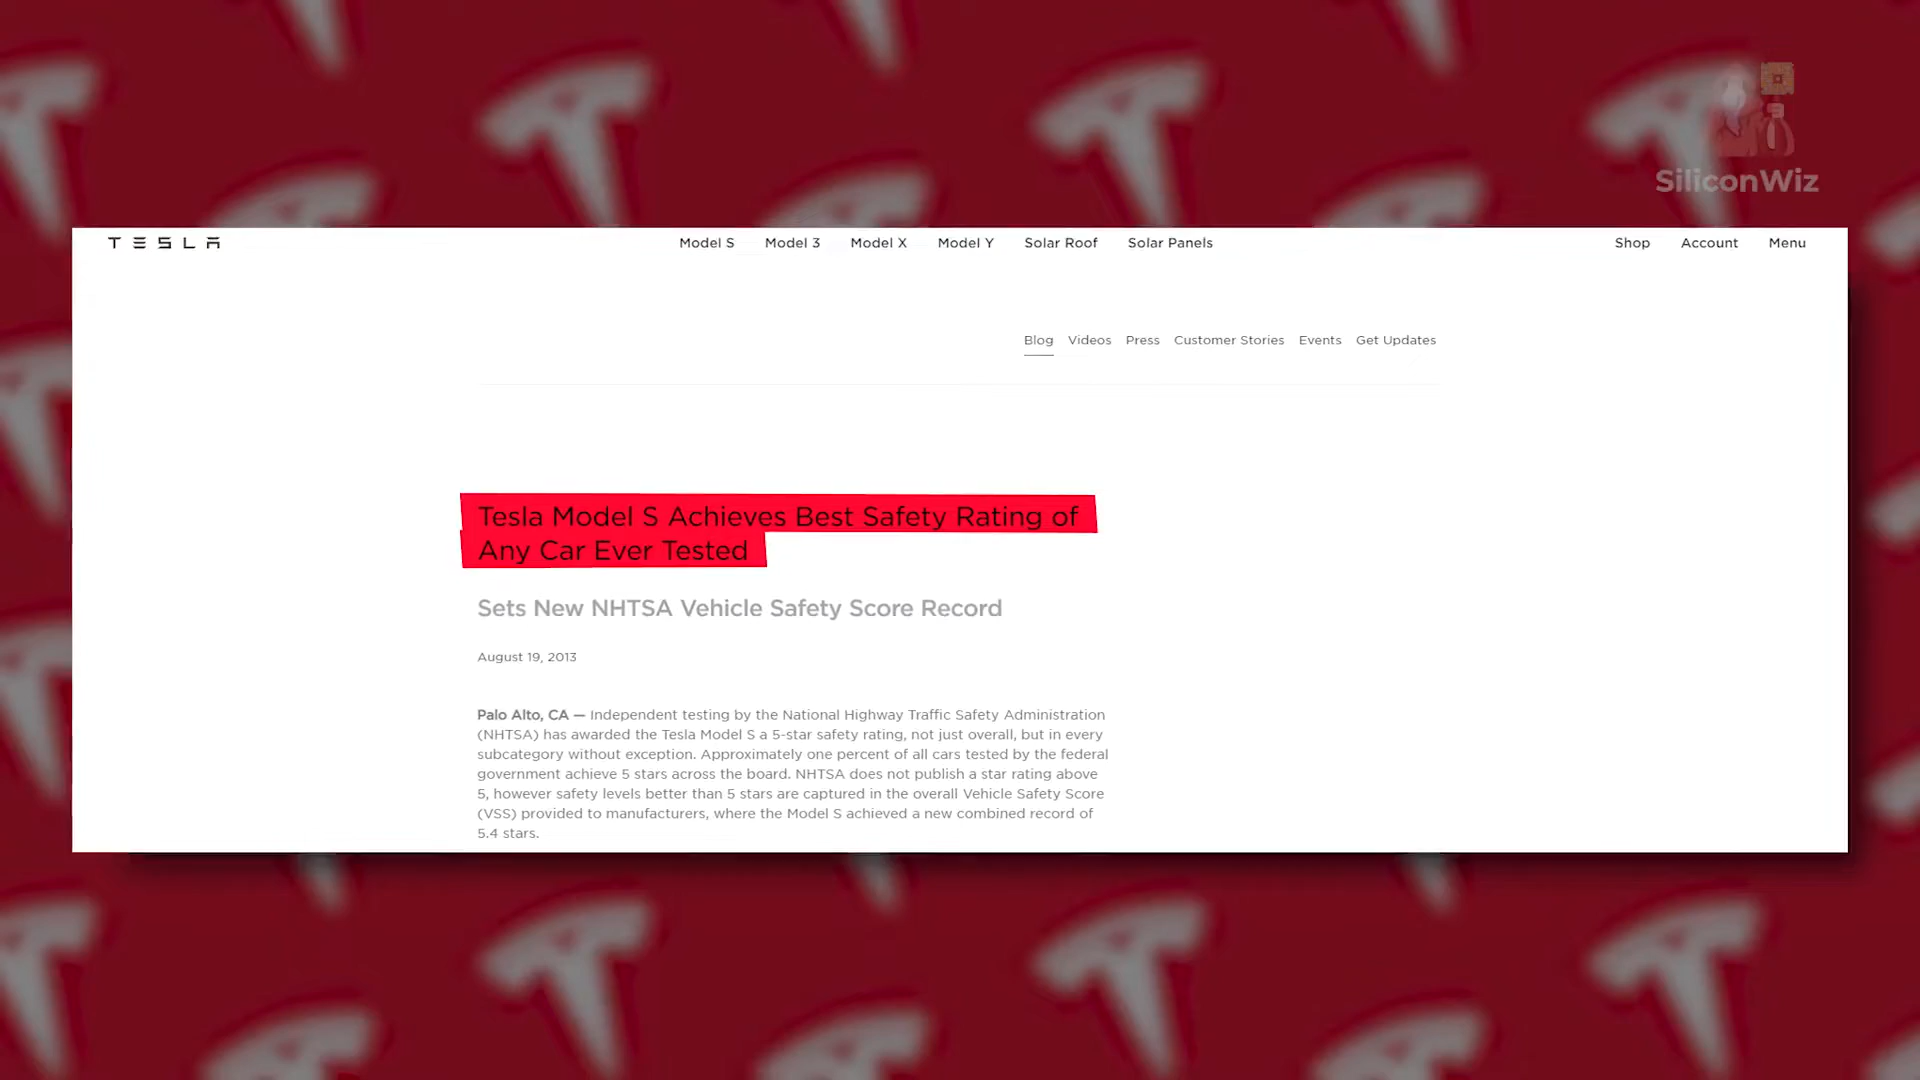 SiliconWiz
TESLA
Model S Model 3 Model X Model Y Solar Roof Solar Panels
Shop Account Menu
Blog Videos Press Customer Stories Events Get Updates
Tesla Model S Achieves Best Safety Rating of
Any Car Ever Tested
Sets New NHTSA Vehicle Safety Score Record
August 19, 2013
Palo Alto, CA — Independent testing by the National Highway Traffic Safety Administration
(NHTSA) has awarded the Tesla Model S a 5-star safety rating, not just overall, but in every
subcategory without exception. Approximately one percent of all cars tested by the federal
government achieve 5 stars across the board. NHTSA does not publish a star rating above
5, however safety levels better than 5 stars are captured in the overall Vehicle Safety Score
(VSS) provided to manufacturers, where the Model S achieved a new combined record of
5.4 stars.